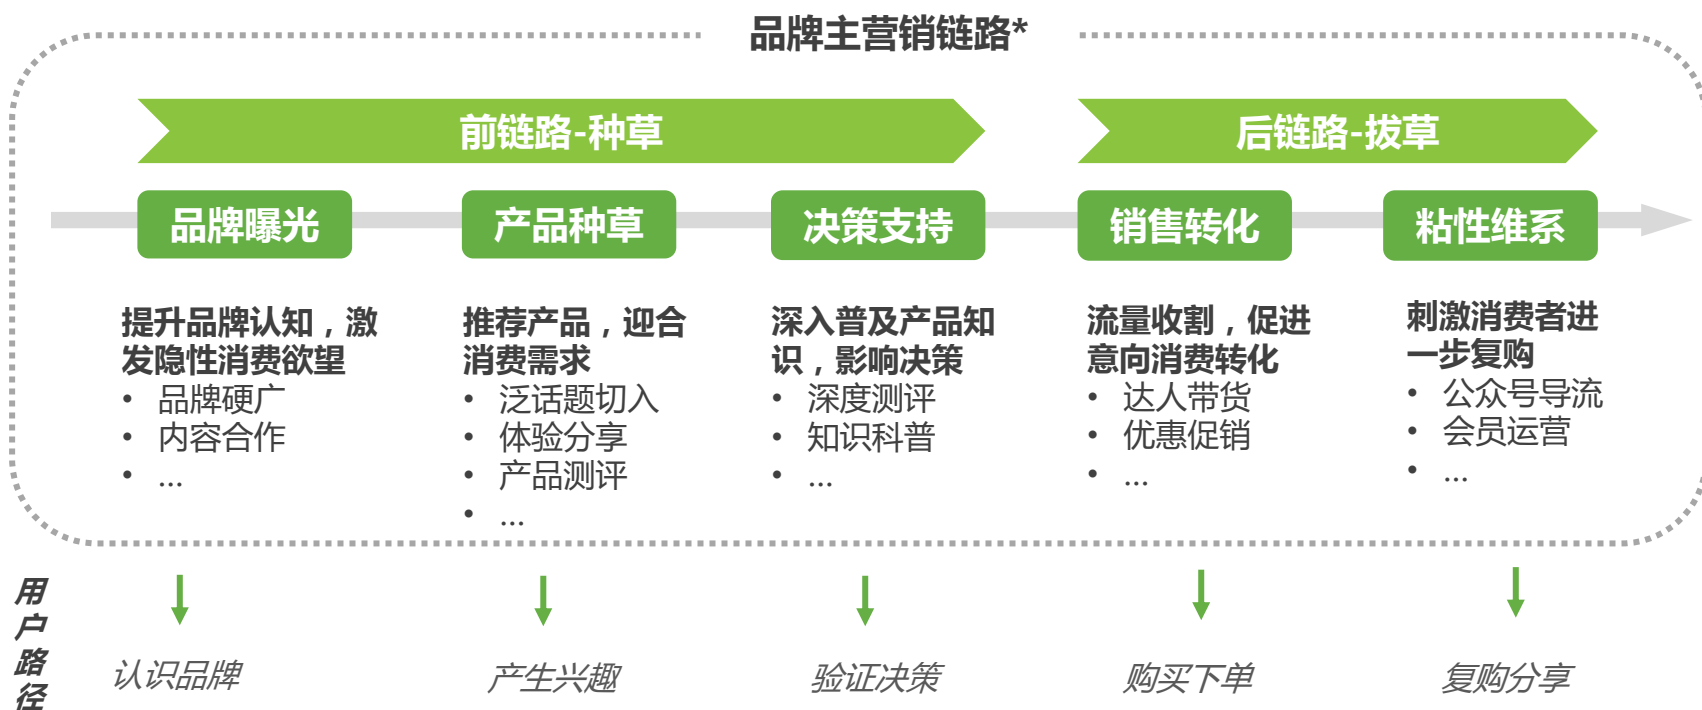 品牌主营销链路*
前链路-种草
后链路-拔草
品牌曝光
产品种草
决策支持
销售转化
粘性维系
提升品牌认知，激
发隐性消费欲望
• 品牌硬广
• 内容合作
• ...
推荐产品，迎合
消费需求
• 泛话题切入
• 体验分享
• 产品测评
• ...
深入普及产品知
识，影响决策
• 深度测评
• 知识科普
• ...
流量收割，促进
意向消费转化
• 达人带货
• 优惠促销
• ...
刺激消费者进
一步复购
• 公众号导流
• 会员运营
• ...
用户路径
认识品牌
产生兴趣
验证决策
购买下单
复购分享